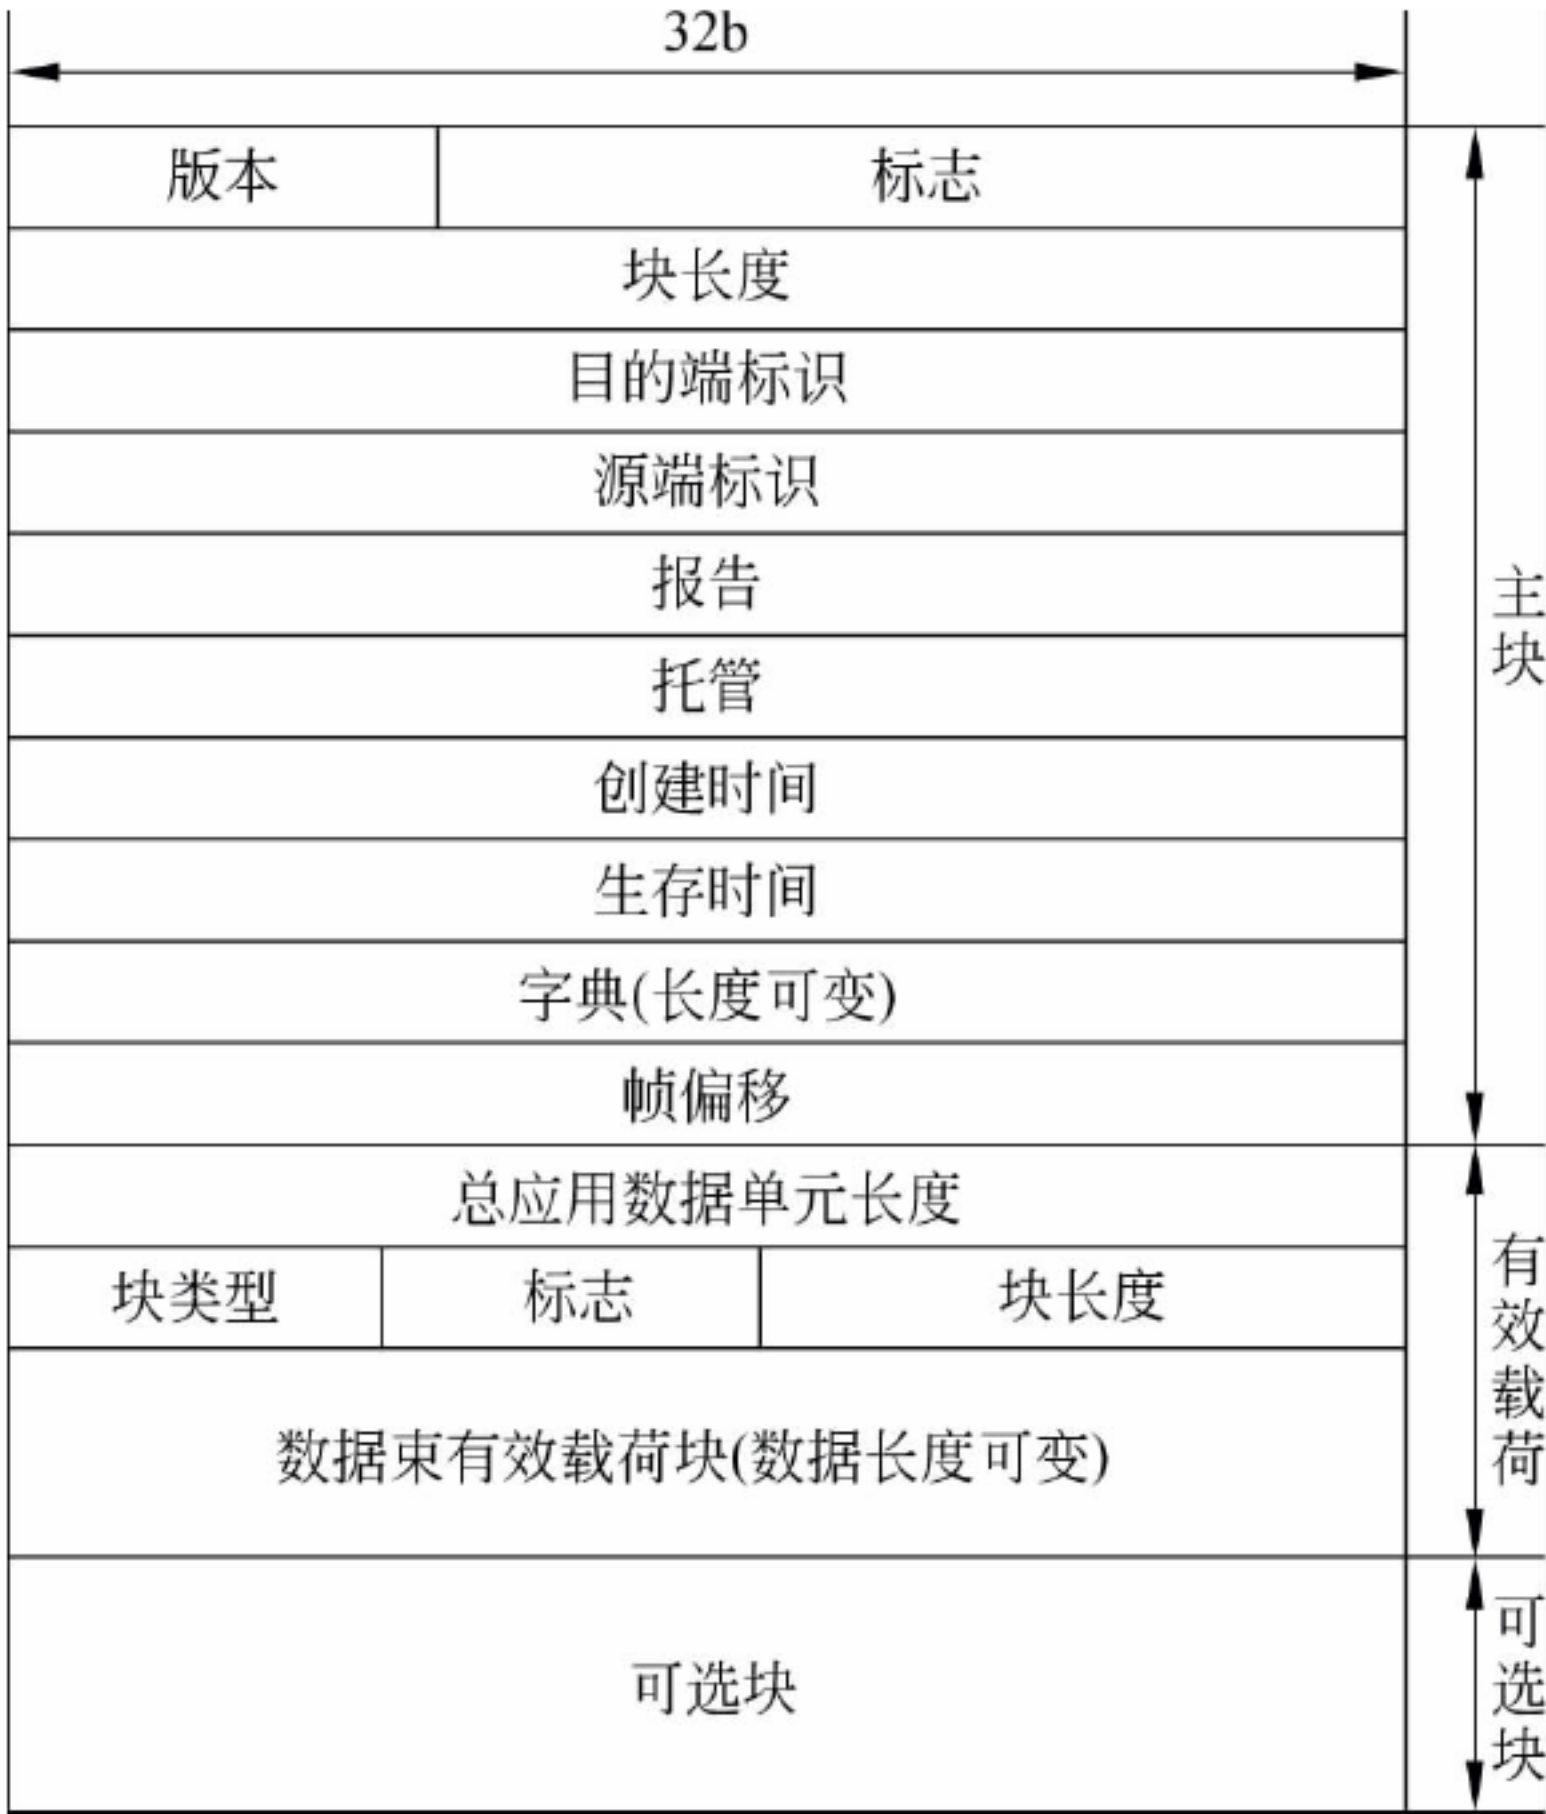 32b
版本 标志
块长度
目的端标识
源端标识
报告
托管
创建时间
生存时间
字典(长度可变)
帧偏移
主块
总应用数据单元长度
块类型 标志 块长度
数据束有效载荷块(数据长度可变)
有效载荷
可选块
可选块